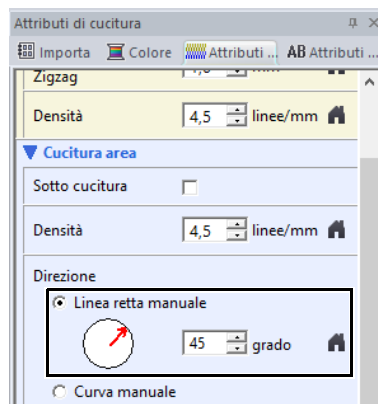 Attributi di cucitura
Importa Colore Attributi ... AB Attributi ...
Zigzag
Densità 4,5 linee/mm
Cucitura area
Sotto cucitura
Densità 4,5 linee/mm
Direzione
Linea retta manuale
45 grado
Curva manuale